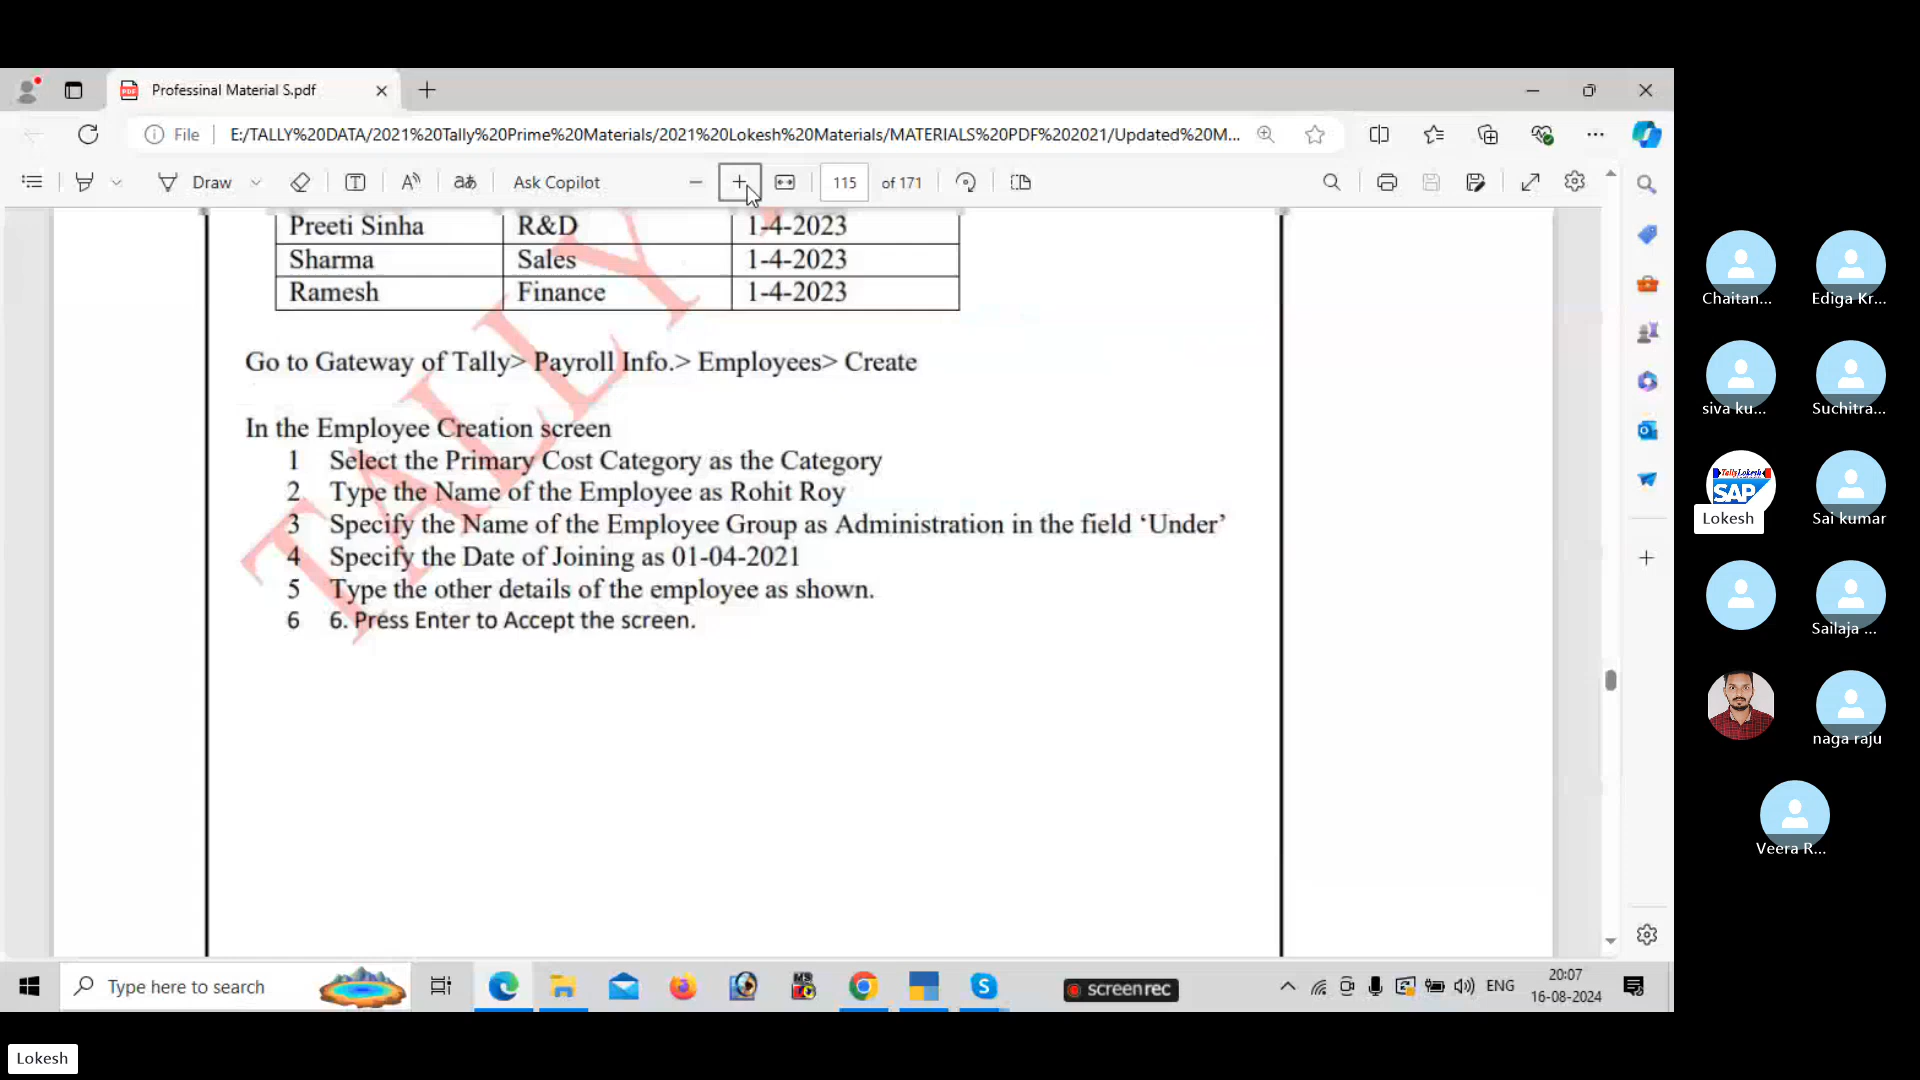 Professinal Material S.pdf
File
E:/TALLY%20DATA/2021%20Tally%20Prime%20Materials/2021%20Lokesh%20Materials/MATERIALS%20PDF%202021/Updated%20M...
Draw
Ask Copilot
115 of 171
Preeti Sinha R&D 1-4-2023
Sharma Sales 1-4-2023
Ramesh Finance 1-4-2023
Go to Gateway of Tally> Payroll Info.> Employees> Create
In the Employee Creation screen
1 Select the Primary Cost Category as the Category
2 Type the Name of the Employee as Rohit Roy
3 Specify the Name of the Employee Group as Administration in the field ‘Under’
4 Specify the Date of Joining as 01-04-2021
5 Type the other details of the employee as shown.
6 6. Press Enter to Accept the screen.
TALLY
Chaitan...
Ediga Kr...
siva ku...
Suchitra...
TallyLokesh
SAP
Lokesh
Sai kumar
Sailaja ...
naga raju
Veera R...
Type here to search
screenrec
ENG
20:07
16-08-2024
Lokesh